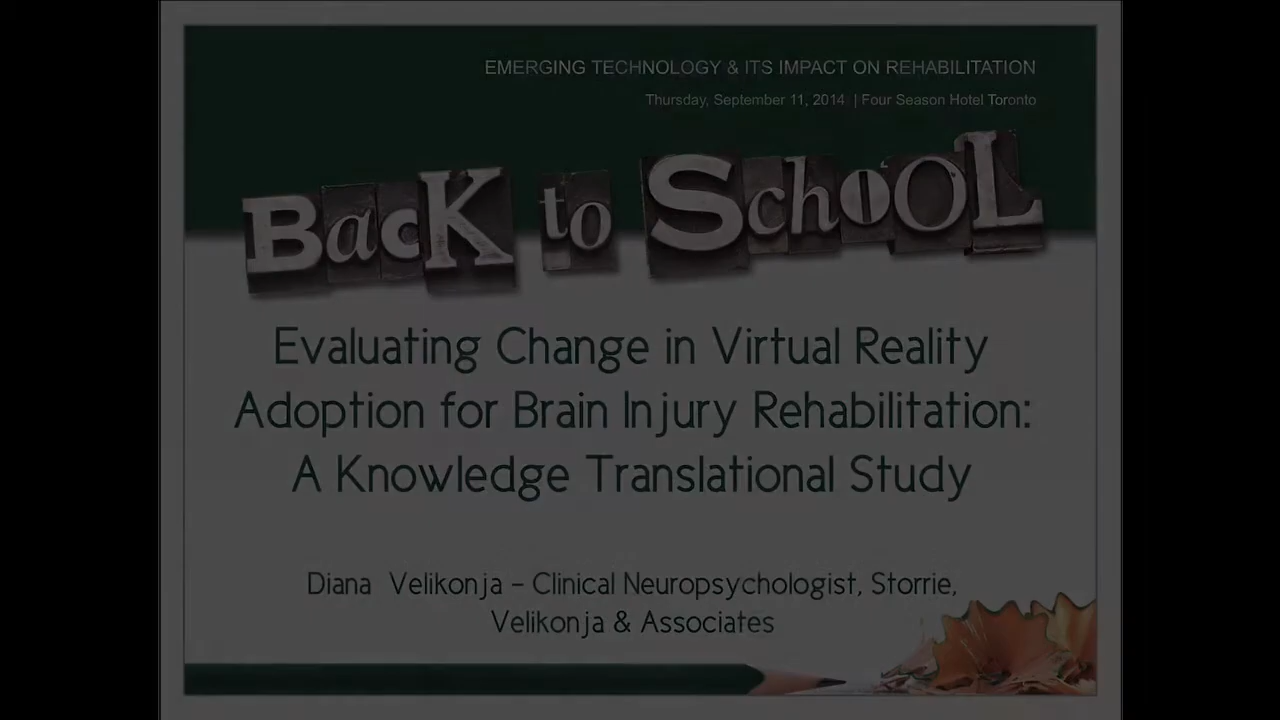 EMERGING TECHNOLOGY & ITS IMPACT ON REHABILITATION
Thursday, September 11, 2014 | Four Season Hotel Toronto
BacK to SchOOL
Evaluating Change in Virtual Reality
Adoption for Brain Injury Rehabilitation:
A Knowledge Translational Study
Diana Velikonja – Clinical Neuropsychologist, Storrie,
Velikonja & Associates